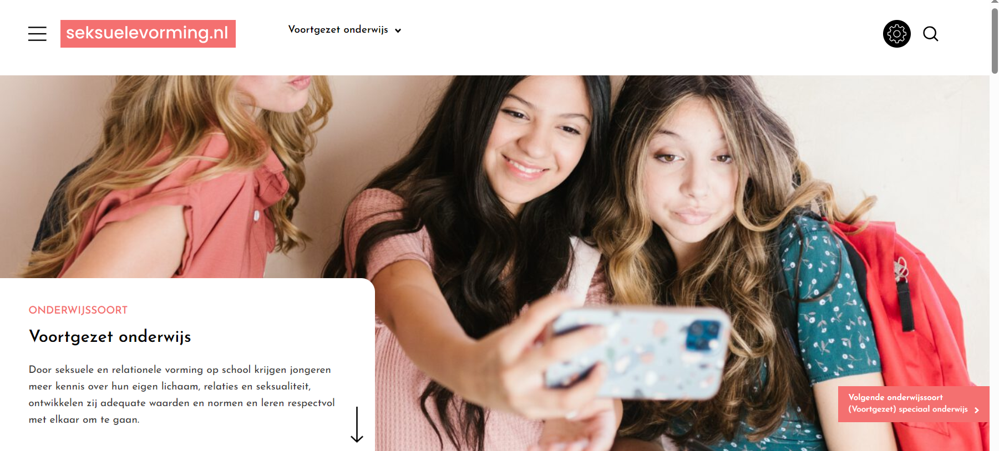 seksuelevorming.nl
Voortgezet onderwijs
ONDERWIJSSOORT
Voortgezet onderwijs
Door seksuele en relationele vorming op school krijgen jongeren
meer kennis over hun eigen lichaam, relaties en seksualiteit,
ontwikkelen zij adequate waarden en normen en leren respectvol
met elkaar om te gaan.
Volgende onderwijssoort
(Voortgezet) speciaal onderwijs